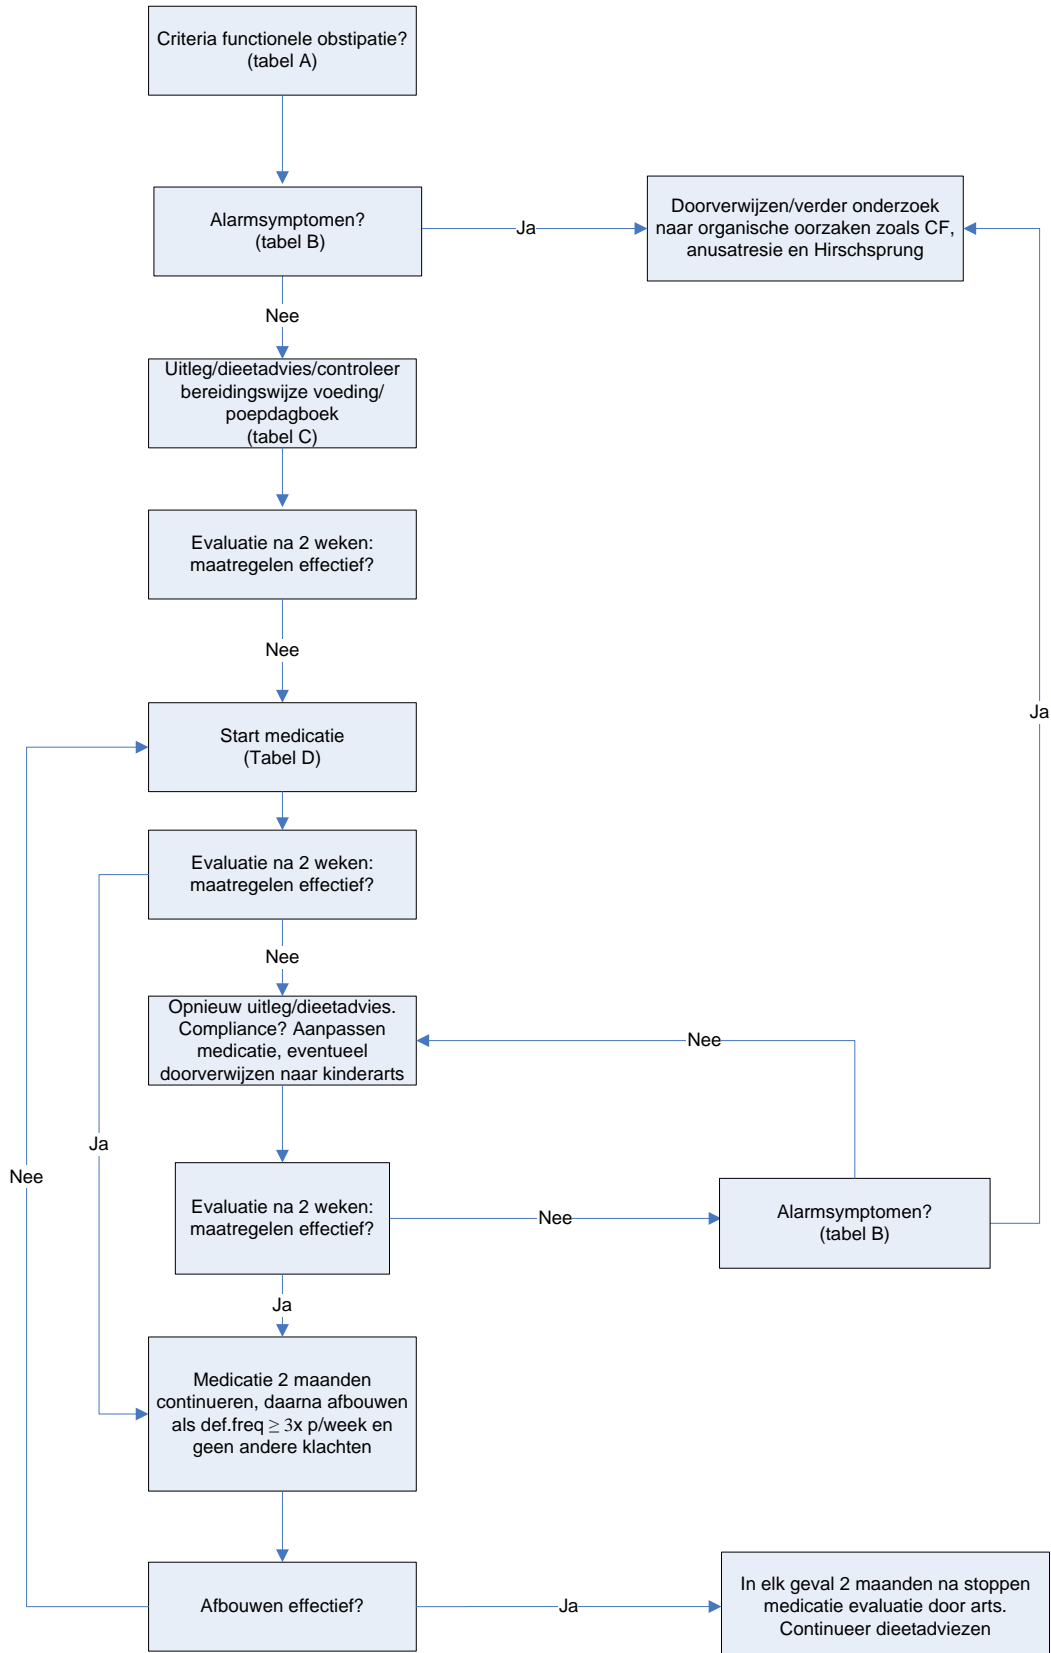 Criteria functionele obstipatie?
(tabel A)
Alarmsymptomen?
(tabel B)
Ja
Doorverwijzen/verder onderzoek
naar organische oorzaken zoals CF,
anusatresie en Hirschsprung
Nee
Uitleg/dieetadvies/controleer
bereidingswijze voeding/
poepdagboek
(tabel C)
Evaluatie na 2 weken:
maatregelen effectief?
Nee
Ja
Start medicatie
(Tabel D)
Evaluatie na 2 weken:
maatregelen effectief?
Nee
Opnieuw uitleg/dieetadvies.
Compliance? Aanpassen
medicatie, eventueel
doorverwijzen naar kinderarts
Nee
Ja
Nee
Evaluatie na 2 weken:
maatregelen effectief?
Nee
Alarmsymptomen?
(tabel B)
Ja
Medicatie 2 maanden
continueren, daarna afbouwen
als def.freq ≥ 3x p/week en
geen andere klachten
Afbouwen effectief?
Ja
In elk geval 2 maanden na stoppen
medicatie evaluatie door arts.
Continueer dieetadviezen